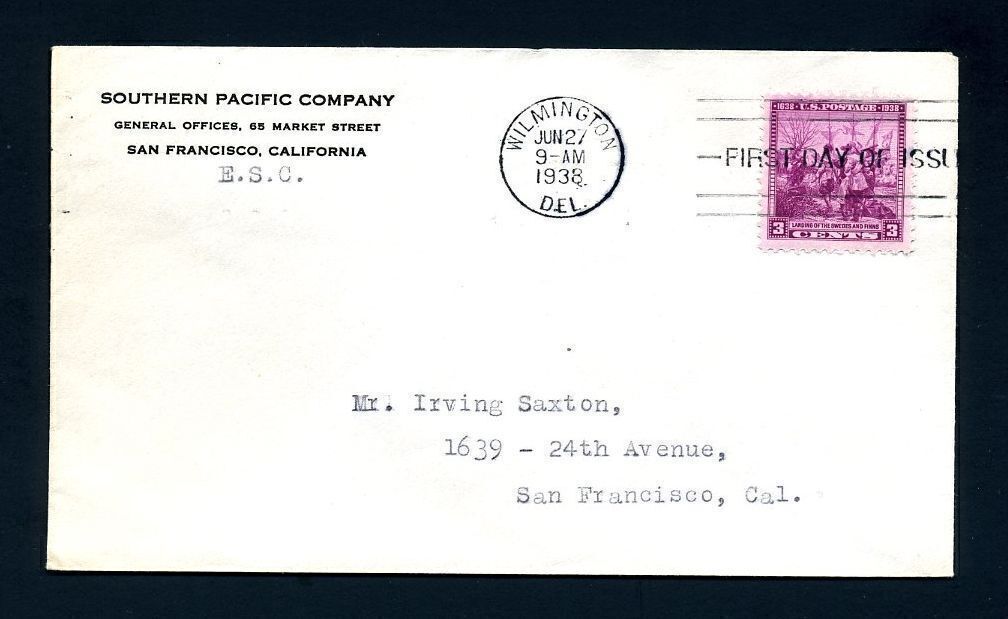 SOUTHERN PACIFIC COMPANY
GENERAL OFFICES, 65 MARKET STREET
SAN FRANCISCO, CALIFORNIA
E.S.C.
WILMINGTON
JUN 27
9-AM
1938
DEL.
1638 U.S. POSTAGE 1938
FIRST DAY OF ISSU
LANDING OF THE SWEDES AND FINNS
3 CENTS 3
Mr. Irving Saxton,
1639 - 24th Avenue,
San Francisco, Cal.